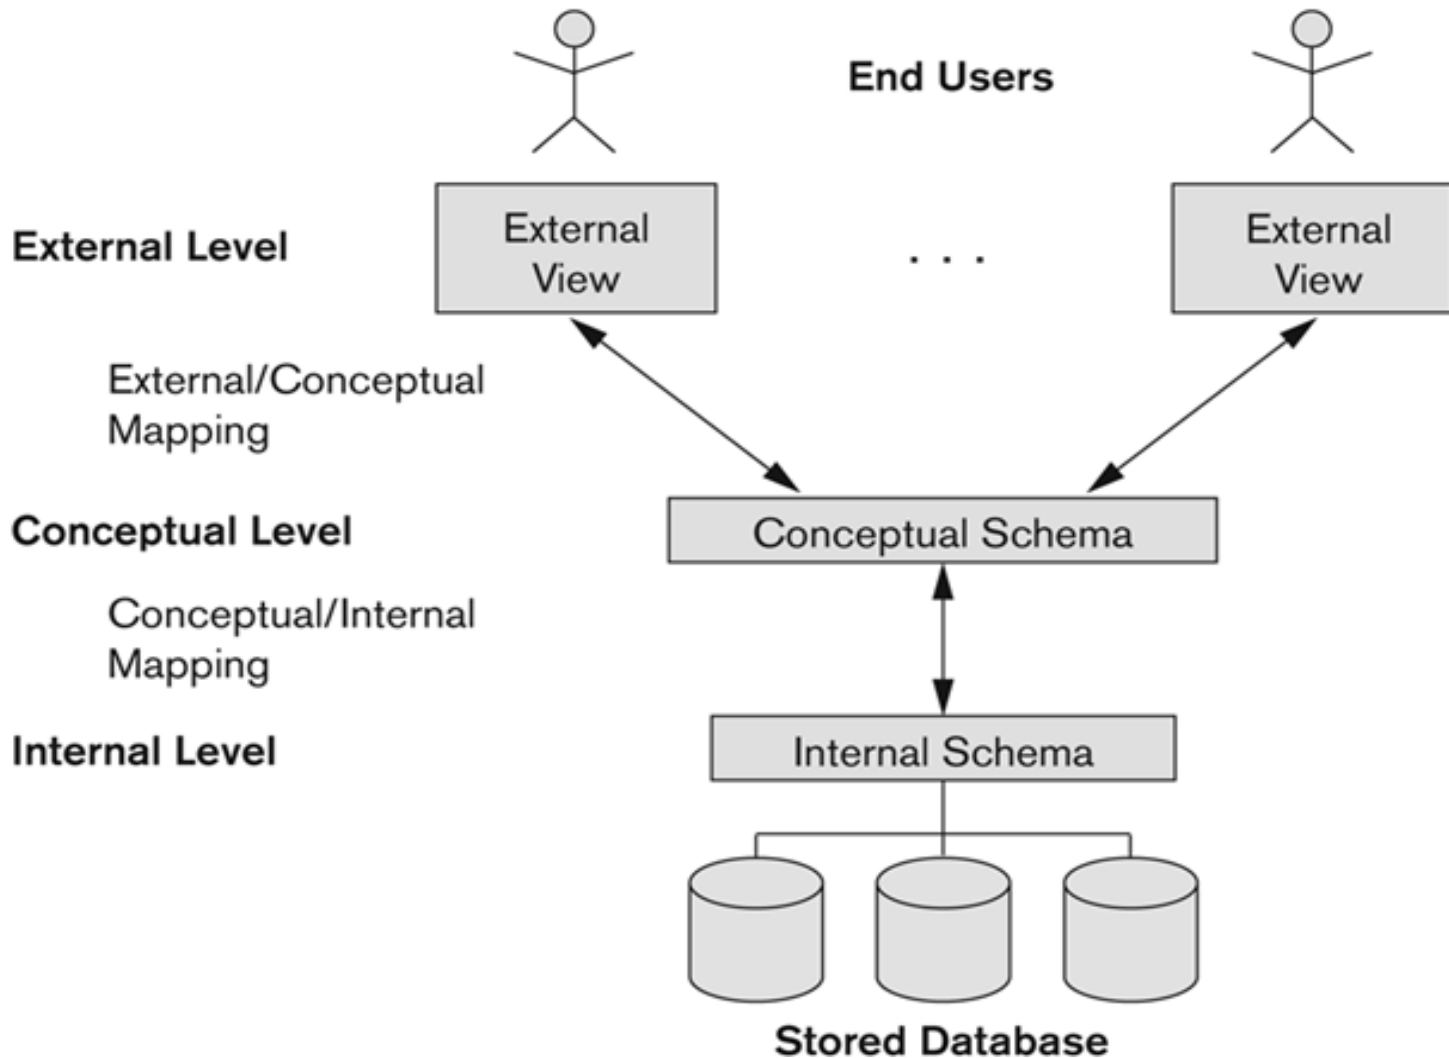 End Users
External Level
External
View
. . .
External
View
External/Conceptual
Mapping
Conceptual Level
Conceptual Schema
Conceptual/Internal
Mapping
Internal Level
Internal Schema
Stored Database